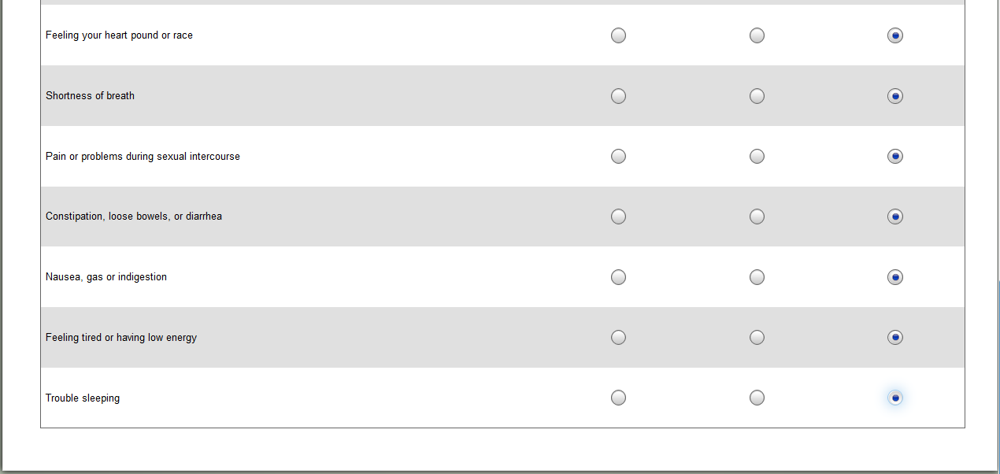 Feeling your heart pound or race
Shortness of breath
Pain or problems during sexual intercourse
Constipation, loose bowels, or diarrhea
Nausea, gas or indigestion
Feeling tired or having low energy
Trouble sleeping